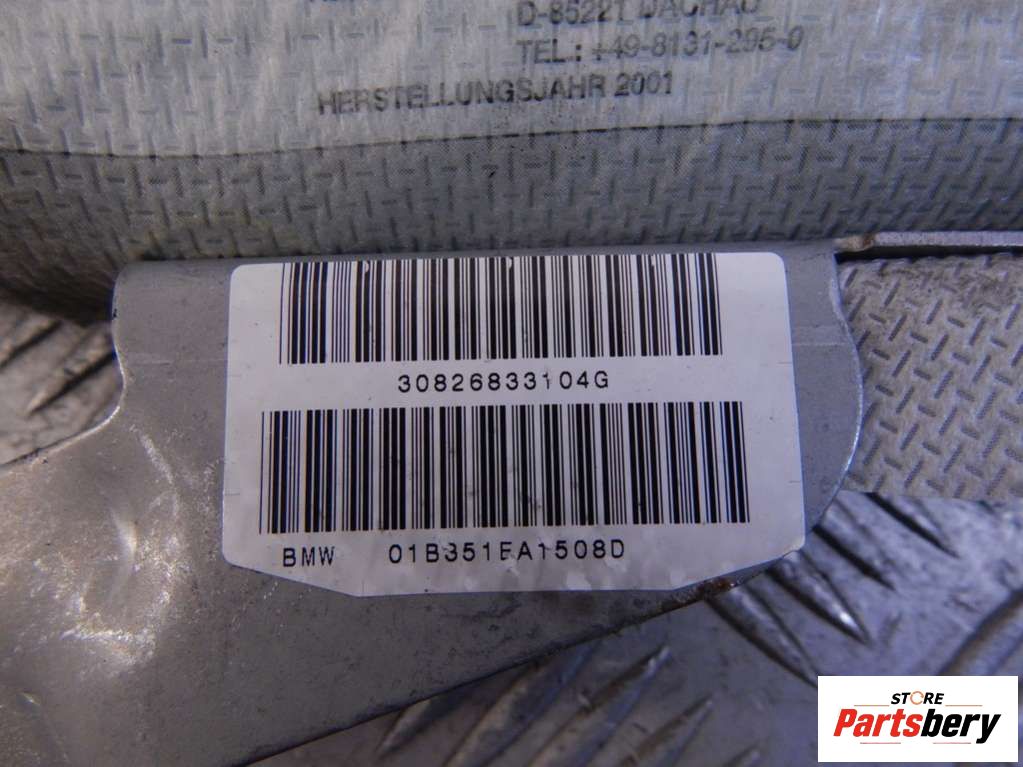 D-85221 DACHAU
TEL.: +49-8131-295-0
HERSTELLUNGSJAHR 2001
30826833104G
BMW 01B351EA1508D
STORE
Partsbery